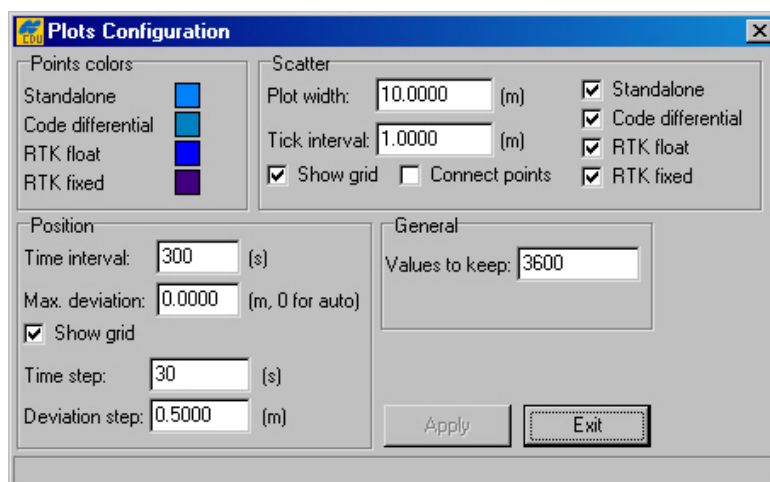 EDU Plots Configuration
Points colors
Standalone
Code differential
RTK float
RTK fixed
Scatter
Plot width: 10.0000 (m)
Tick interval: 1.0000 (m)
Show grid Connect points
Standalone
Code differential
RTK float
RTK fixed
Position
Time interval: 300 (s)
Max. deviation: 0.0000 (m, 0 for auto)
Show grid
Time step: 30 (s)
Deviation step: 0.5000 (m)
General
Values to keep: 3600
Apply Exit